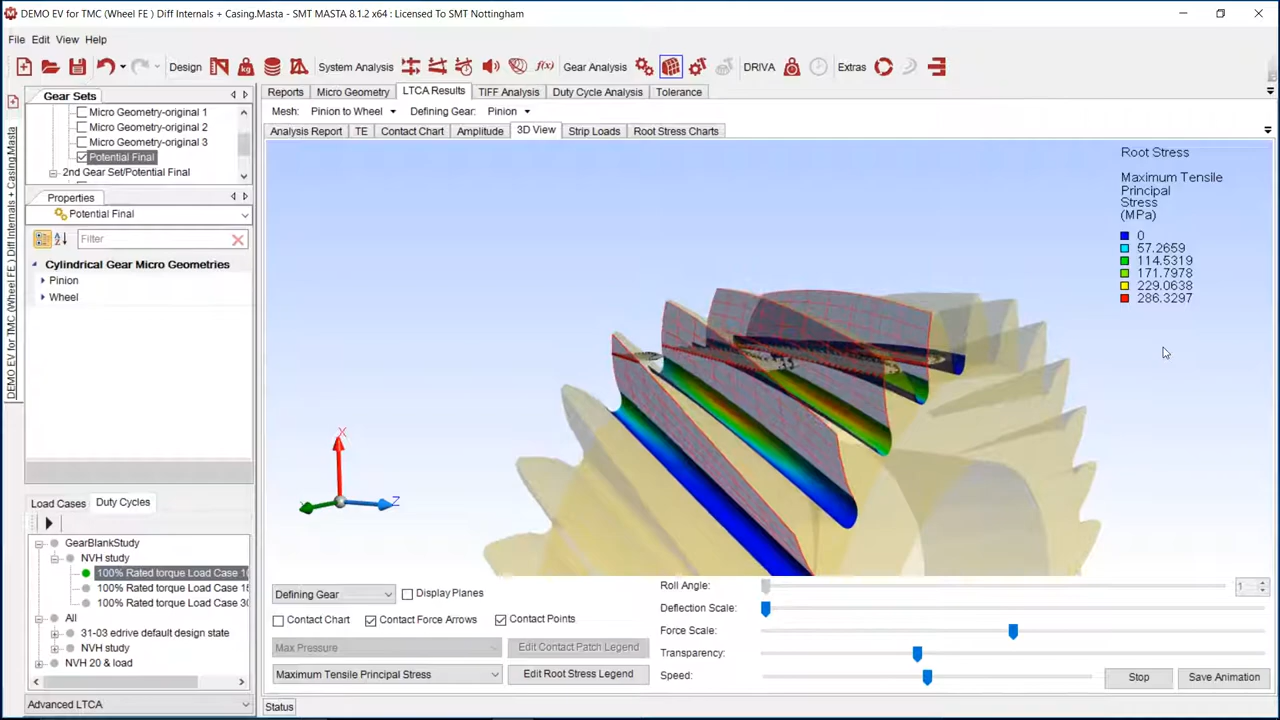 DEMO EV for TMC (Wheel FE ) Diff Internals + Casing.Masta - SMT MASTA 8.1.2 x64 : Licensed To SMT Nottingham
File Edit View Help
Design System Analysis f(x) Gear Analysis DRIVA Extras
Gear Sets
Micro Geometry-original 1
Micro Geometry-original 2
Micro Geometry-original 3
Potential Final
2nd Gear Set/Potential Final
Properties
Potential Final
Filter
Cylindrical Gear Micro Geometries
Pinion
Wheel
Load Cases Duty Cycles
GearBlankStudy
NVH study
100% Rated torque Load Case 10
100% Rated torque Load Case 15
100% Rated torque Load Case 30
All
31-03 edrive default design state
NVH study
NVH 20 & load
Advanced LTCA
DEMO EV for TMC (Wheel FE ) Diff Internals + Casing.Masta
Reports Micro Geometry LTCA Results TIFF Analysis Duty Cycle Analysis Tolerance
Mesh: Pinion to Wheel Defining Gear: Pinion
Analysis Report TE Contact Chart Amplitude 3D View Strip Loads Root Stress Charts
Root Stress
Maximum Tensile
Principal
Stress
(MPa)
0
57.2659
114.5319
171.7978
229.0638
286.3297
X
Z
Defining Gear Display Planes
Contact Chart Contact Force Arrows Contact Points
Max Pressure Edit Contact Patch Legend
Maximum Tensile Principal Stress Edit Root Stress Legend
Roll Angle: 1
Deflection Scale:
Force Scale:
Transparency:
Speed: Stop Save Animation
Status